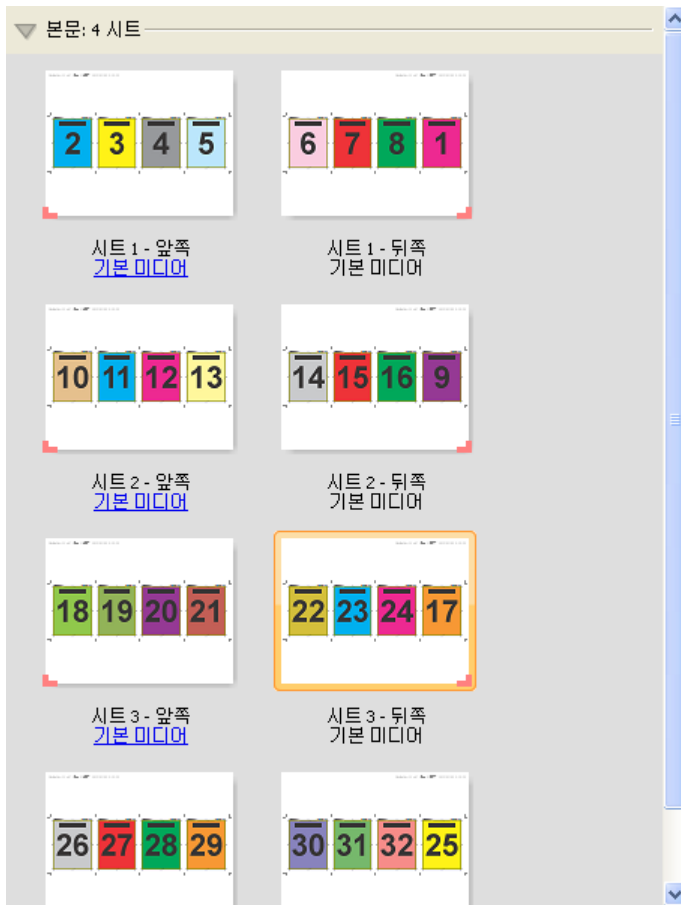 본문: 4 시트
2 3 4 5
6 7 8 1
시트 1 - 앞쪽
기본 미디어
시트 1 - 뒤쪽
기본 미디어
10 11 12 13
14 15 16 9
시트 2 - 앞쪽
기본 미디어
시트 2 - 뒤쪽
기본 미디어
18 19 20 21
22 23 24 17
시트 3 - 앞쪽
기본 미디어
시트 3 - 뒤쪽
기본 미디어
26 27 28 29
30 31 32 25